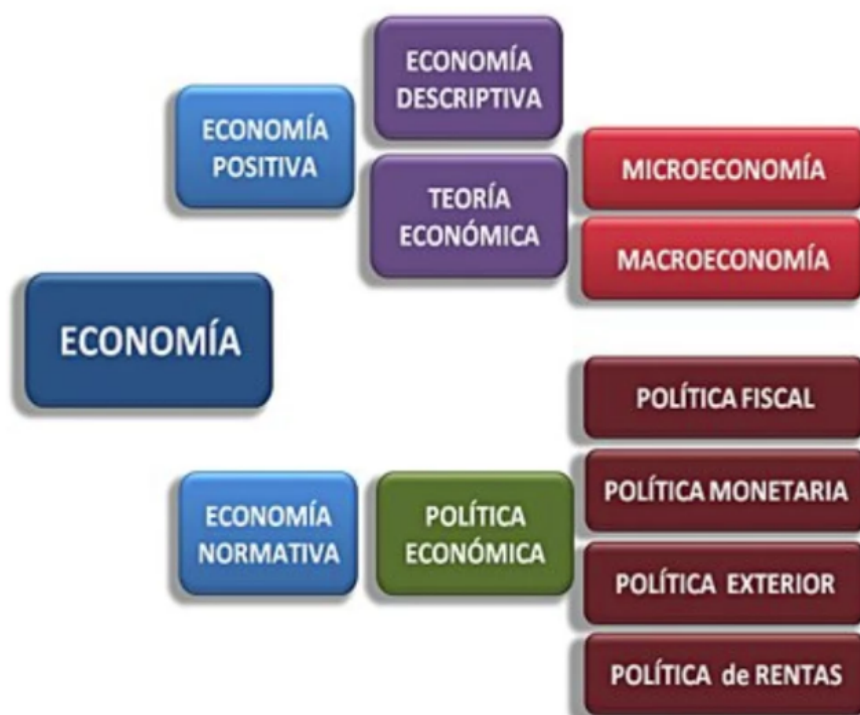 ECONOMÍA
DESCRIPTIVA
ECONOMÍA
POSITIVA
TEORÍA
ECONÓMICA
MICROECONOMÍA
MACROECONOMÍA
ECONOMÍA
POLÍTICA FISCAL
POLÍTICA MONETARIA
ECONOMÍA
NORMATIVA
POLÍTICA
ECONÓMICA
POLÍTICA EXTERIOR
POLÍTICA de RENTAS